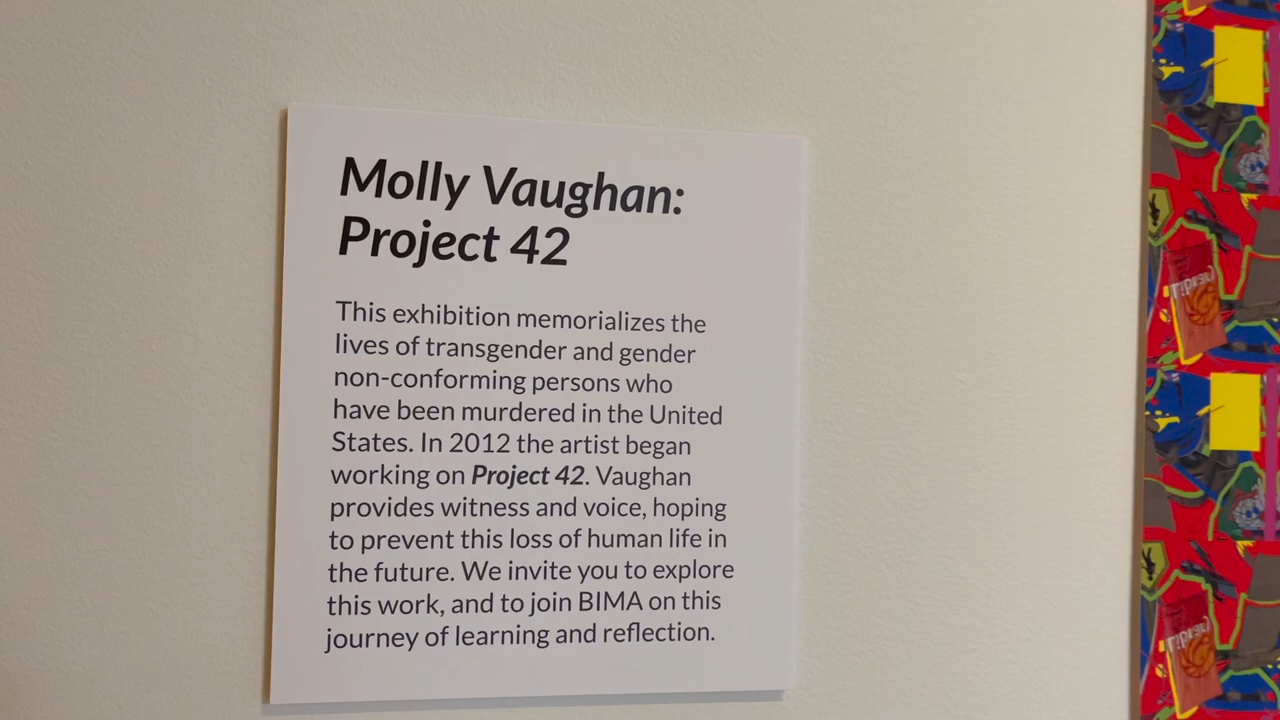 Molly Vaughan:
Project 42
This exhibition memorializes the
lives of transgender and gender
non-conforming persons who
have been murdered in the United
States. In 2012 the artist began
working on Project 42. Vaughan
provides witness and voice, hoping
to prevent this loss of human life in
the future. We invite you to explore
this work, and to join BIMA on this
journey of learning and reflection.